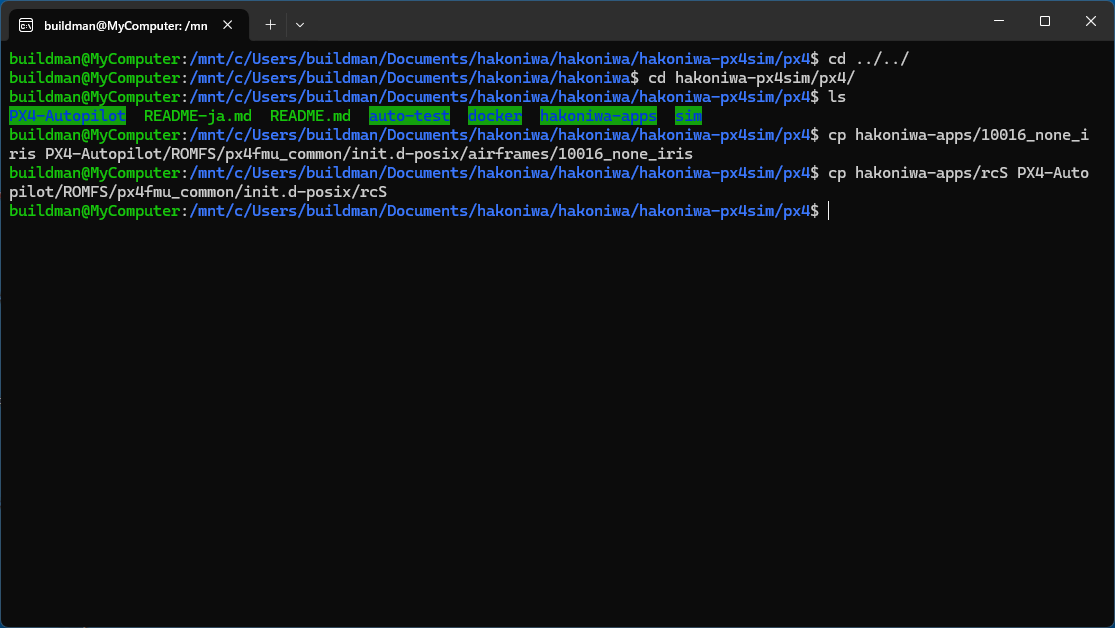 buildman@MyComputer: /mn
buildman@MyComputer:/mnt/c/Users/buildman/Documents/hakoniwa/hakoniwa/hakoniwa-px4sim/px4$ cd ../../
buildman@MyComputer:/mnt/c/Users/buildman/Documents/hakoniwa/hakoniwa$ cd hakoniwa-px4sim/px4/
buildman@MyComputer:/mnt/c/Users/buildman/Documents/hakoniwa/hakoniwa/hakoniwa-px4sim/px4$ ls
PX4-Autopilot README-ja.md README.md auto-test docker hakoniwa-apps sim
buildman@MyComputer:/mnt/c/Users/buildman/Documents/hakoniwa/hakoniwa/hakoniwa-px4sim/px4$ cp hakoniwa-apps/10016_none_i
ris PX4-Autopilot/ROMFS/px4fmu_common/init.d-posix/airframes/10016_none_iris
buildman@MyComputer:/mnt/c/Users/buildman/Documents/hakoniwa/hakoniwa/hakoniwa-px4sim/px4$ cp hakoniwa-apps/rcS PX4-Auto
pilot/ROMFS/px4fmu_common/init.d-posix/rcS
buildman@MyComputer:/mnt/c/Users/buildman/Documents/hakoniwa/hakoniwa/hakoniwa-px4sim/px4$